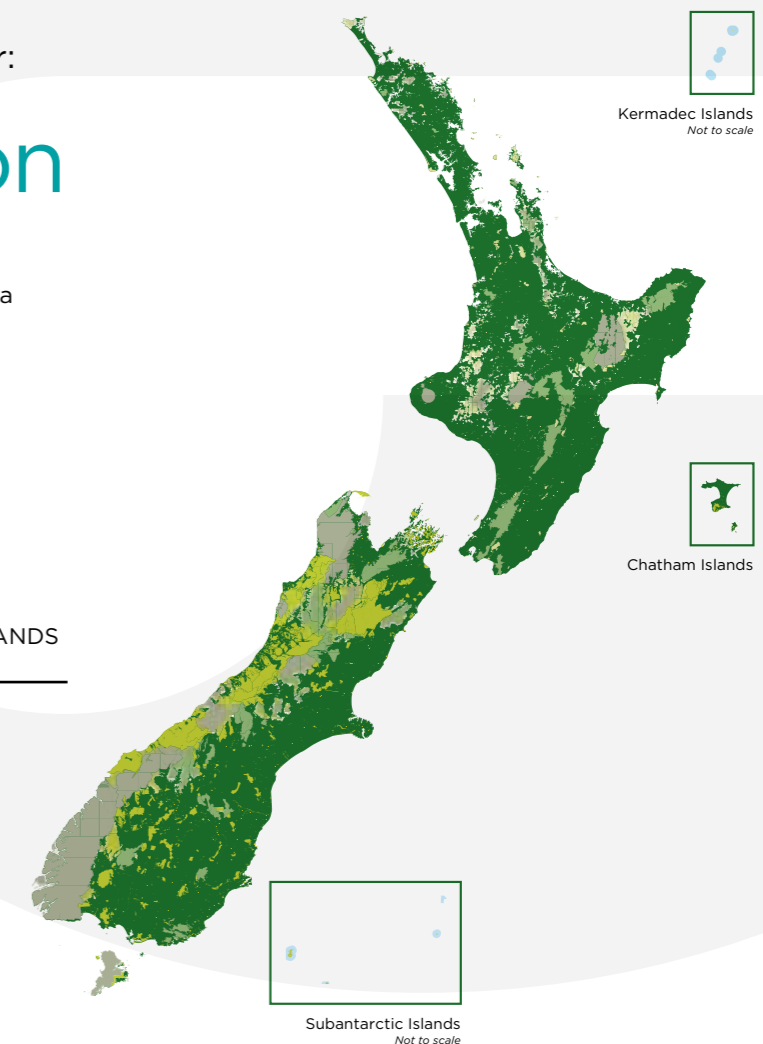 r:
on
a
ANDS
Kermadec Islands
Not to scale
Chatham Islands
Subantarctic Islands
Not to scale